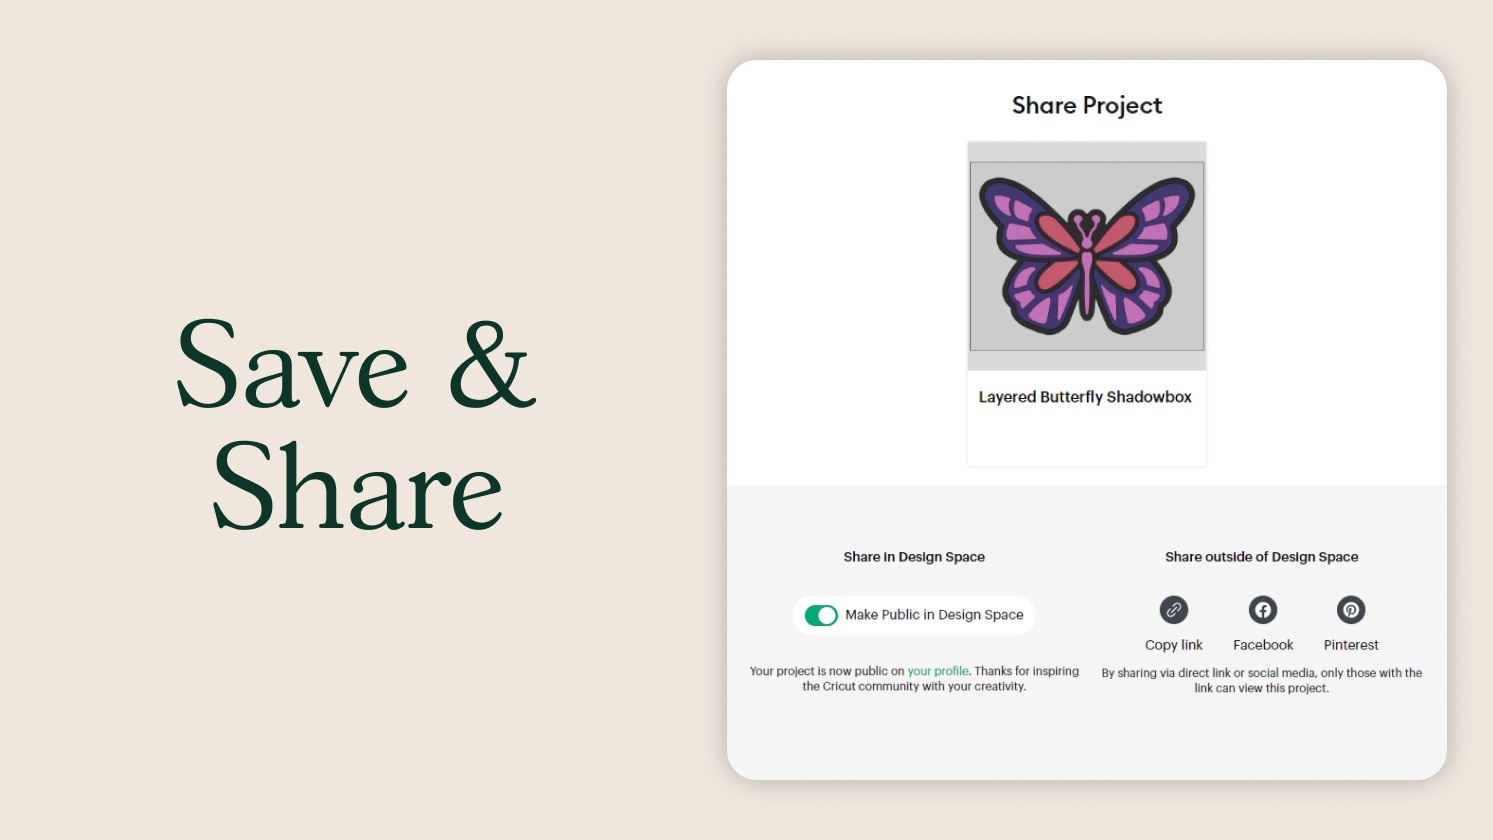 Save &
Share
Share Project
Layered Butterfly Shadowbox
Share in Design Space
Make Public in Design Space
Your project is now public on your profile. Thanks for inspiring
the Cricut community with your creativity.
Share outside of Design Space
Copy link
Facebook
Pinterest
By sharing via direct link or social media, only those with the
link can view this project.